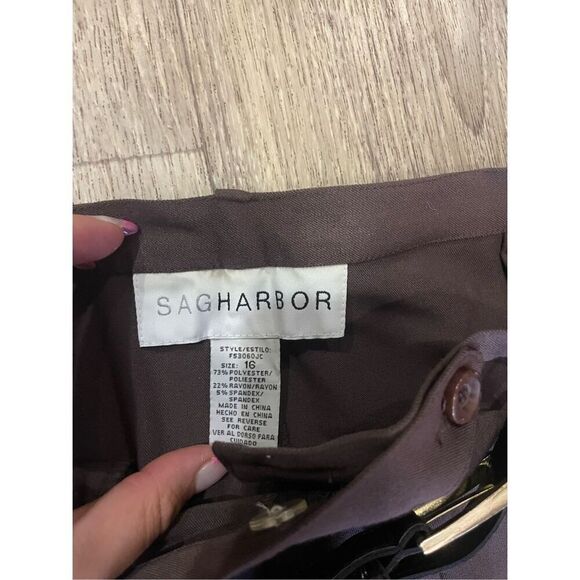 SAGHARBOR
STYLE/ESTILO:
FS3060JC
SIZE: 16
73% POLYESTER/
POLIESTER
22% RAYON/RAYON
5% SPANDEX/
SPANDEX
MADE IN CHINA
HECHO EN CHINA
SEE REVERSE
FOR CARE
VER AL DORSO PARA
CUIDADO